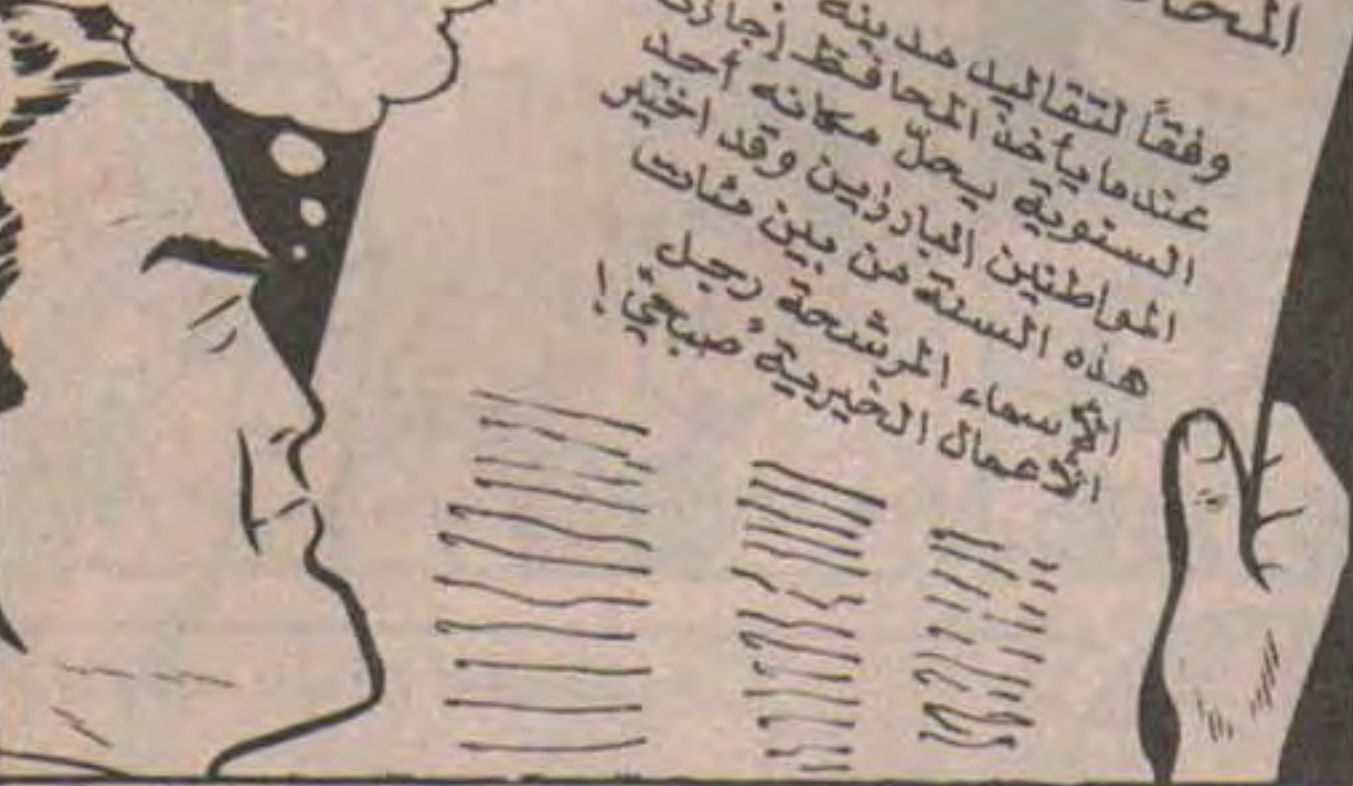 المحا
وفقاً لتقاليد مدينة
عندما يأخذ المحافظ إجازته
السنوية يحلّ مكانه أحد
المواطنين البارزين وقد اختير
هذه السنة من بين مئات
الأسماء المرشحة رجل
الأعمال الخيرية صبحي!